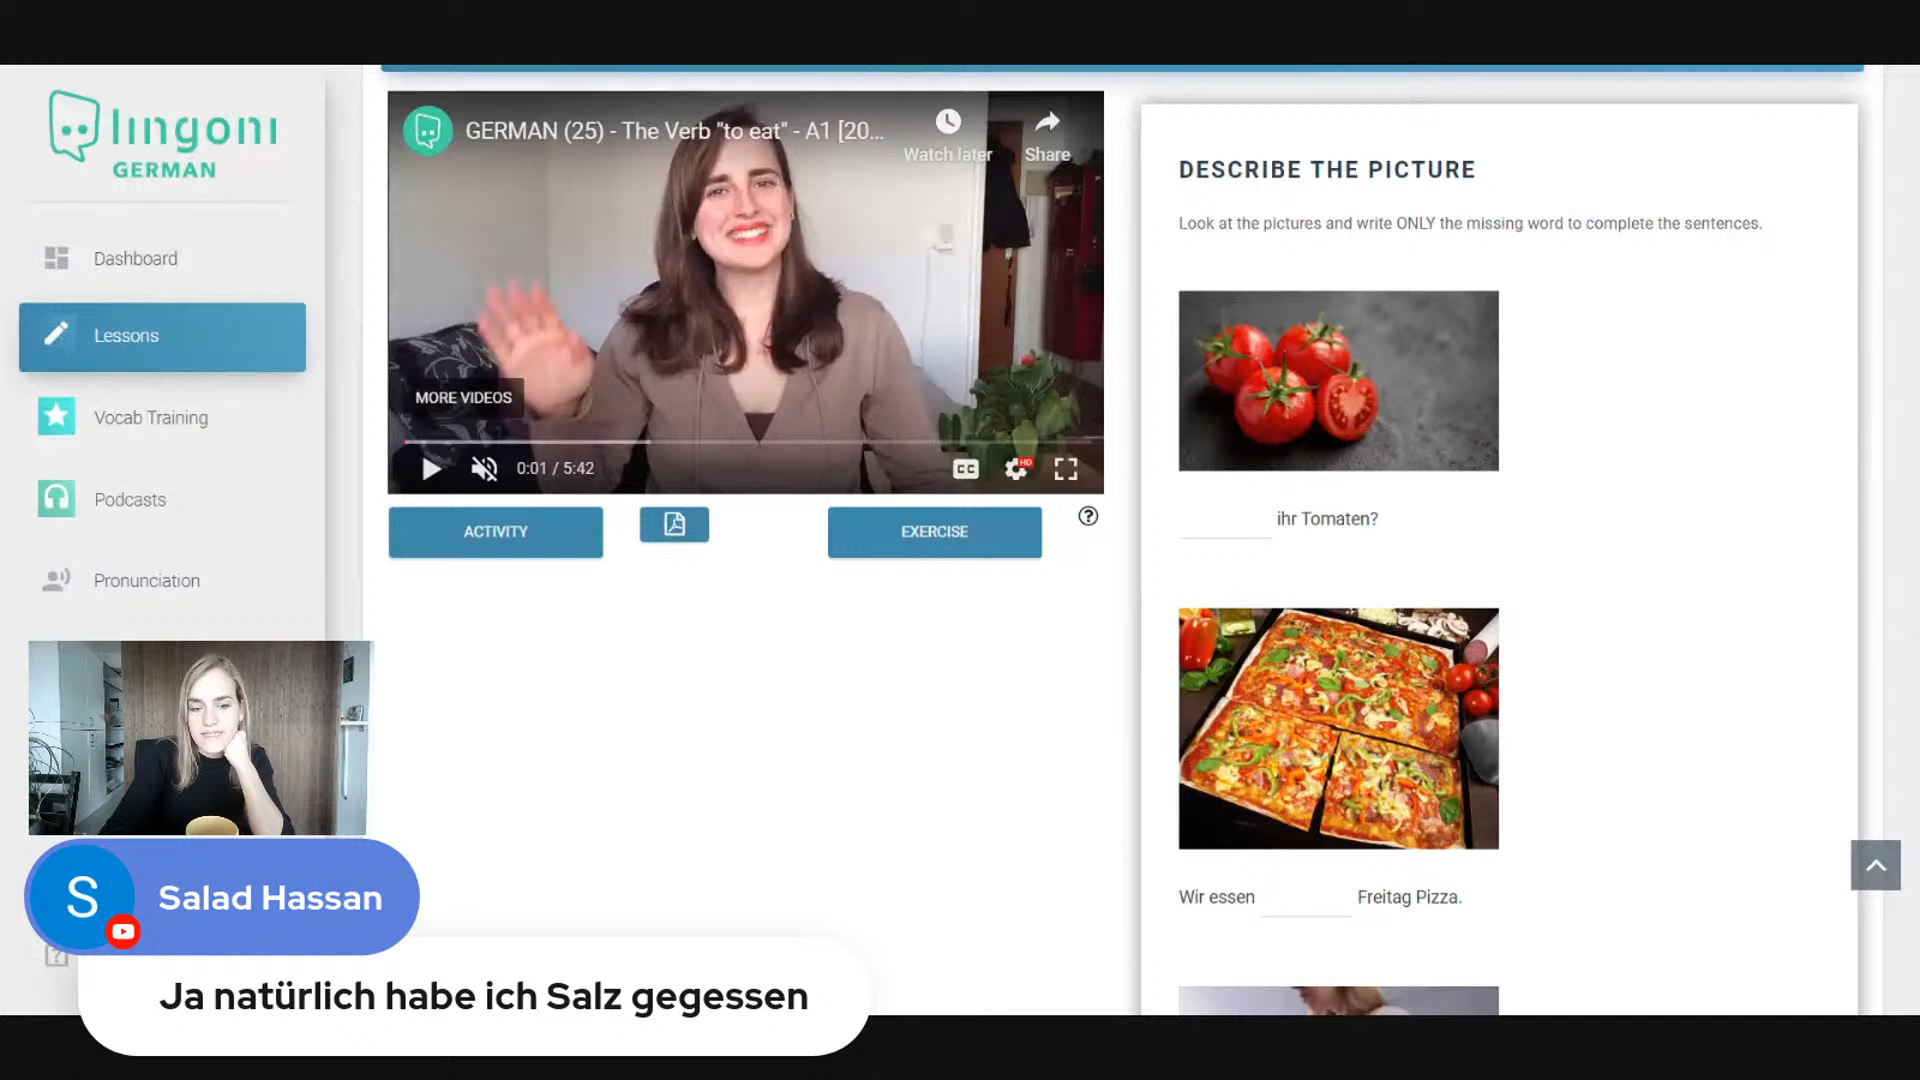 lingoni
GERMAN
Dashboard
Lessons
Vocab Training
Podcasts
Pronunciation
GERMAN (25) - The Verb "to eat" - A1 [20...
Watch later
Share
MORE VIDEOS
0:01 / 5:42
CC
HD
ACTIVITY
EXERCISE
DESCRIBE THE PICTURE
Look at the pictures and write ONLY the missing word to complete the sentences.
ihr Tomaten?
Wir essen Freitag Pizza.
S
Salad Hassan
Ja natürlich habe ich Salz gegessen